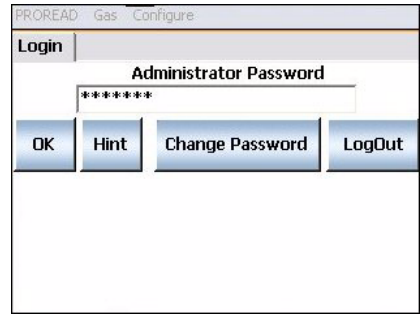 PROREAD Gas Configure
Login
Administrator Password
*******
OK Hint Change Password LogOut